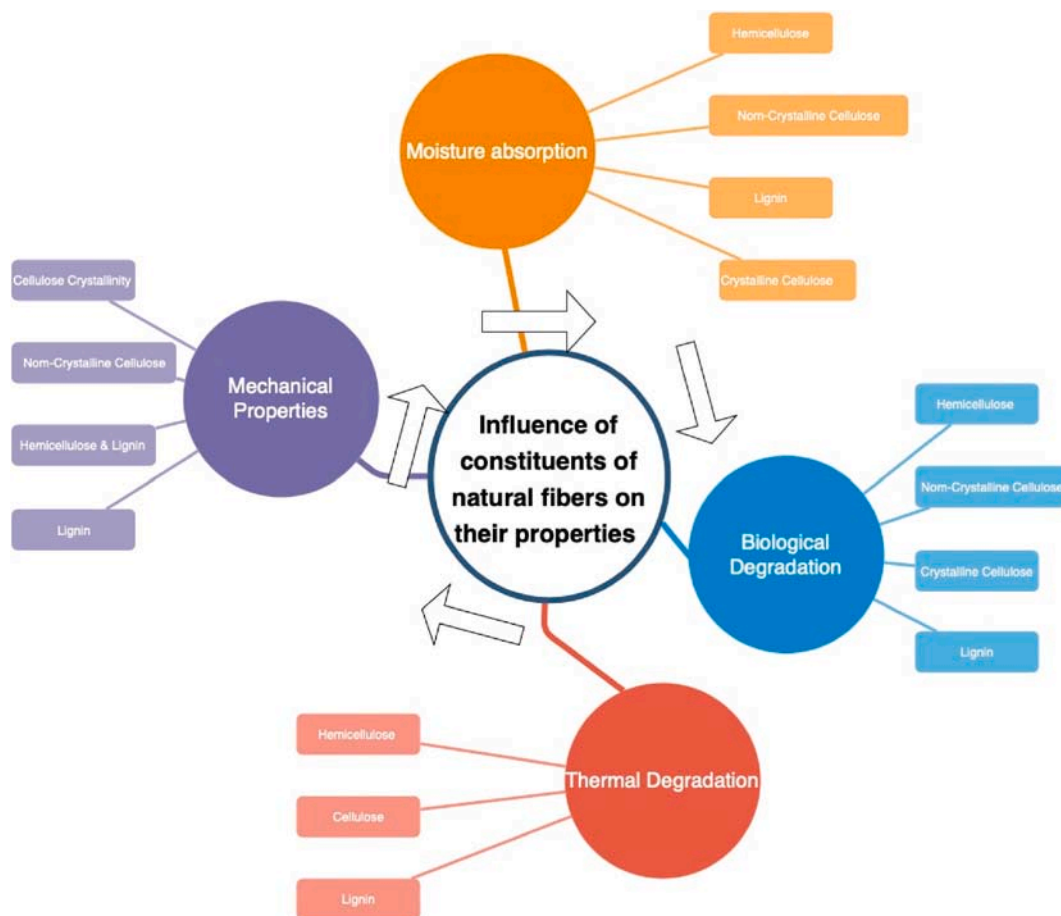 Moisture absorption
Hemicellulose
Nom-Crystalline Cellulose
Lignin
Crystalline Cellulose
Mechanical
Properties
Cellulose Crystallinity
Nom-Crystalline Cellulose
Hemicellulose & Lignin
Lignin
Influence of
constituents of
natural fibers on
their properties
Biological
Degradation
Hemicellulose
Nom-Crystalline Cellulose
Crystalline Cellulose
Lignin
Thermal Degradation
Hemicellulose
Cellulose
Lignin